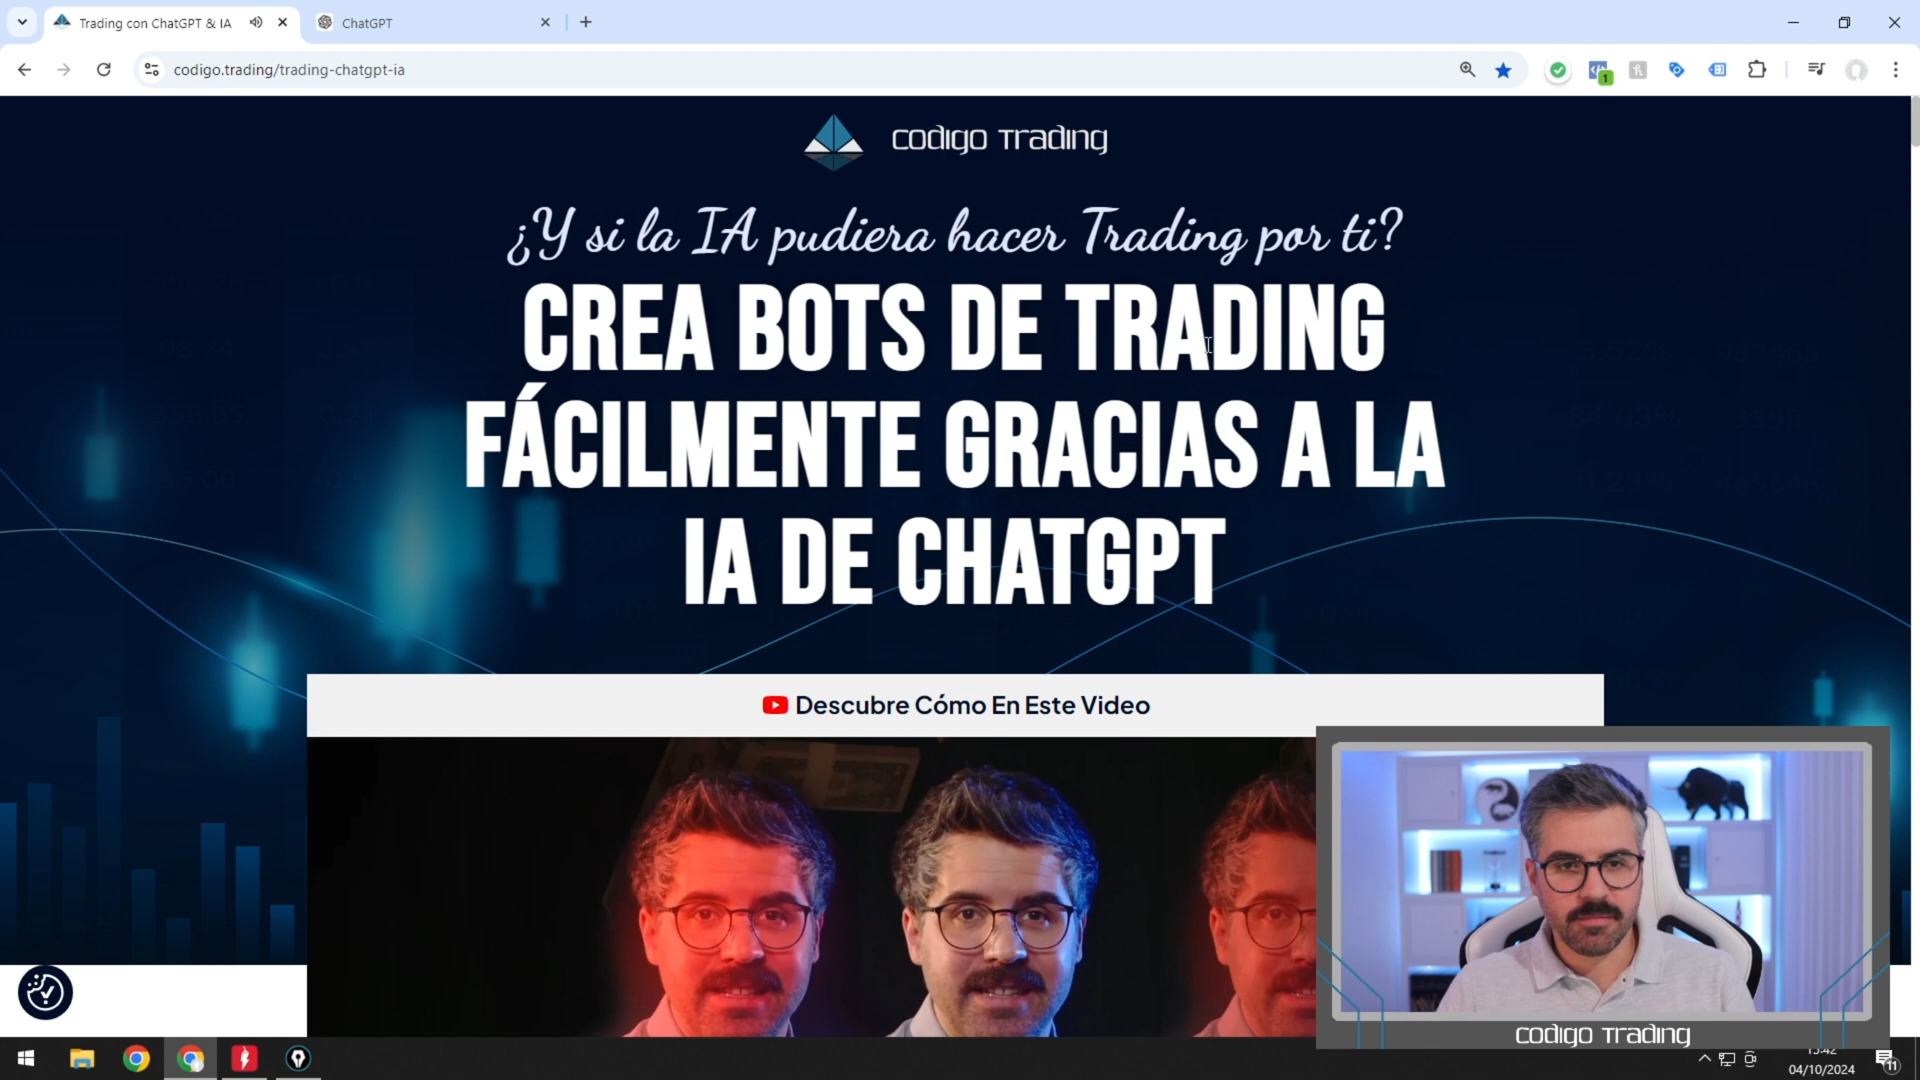 Trading con ChatGPT & IA
ChatGPT
codigo.trading/trading-chatgpt-ia
1
codigo Trading
¿Y si la IA pudiera hacer Trading por ti?
CREA BOTS DE TRADING
FÁCILMENTE GRACIAS A LA
IA DE CHATGPT
Descubre Cómo En Este Video
codigo Trading
04/10/2024
11